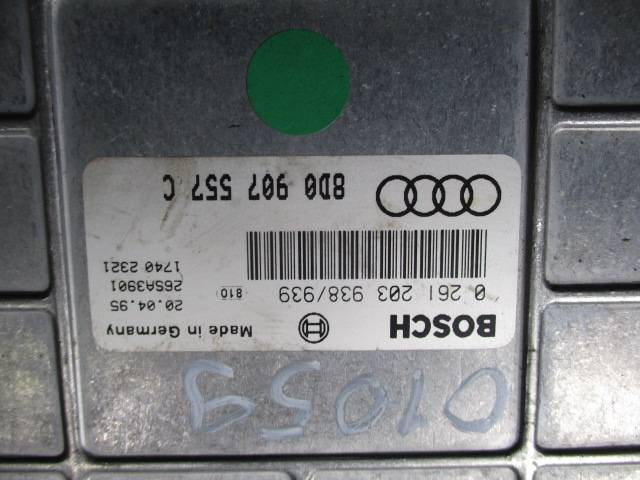 01059
BOSCH Made in Germany
0 261 203 938/939 810 20.04.95
26SA3901
1740 2321
8D0 907 557 C